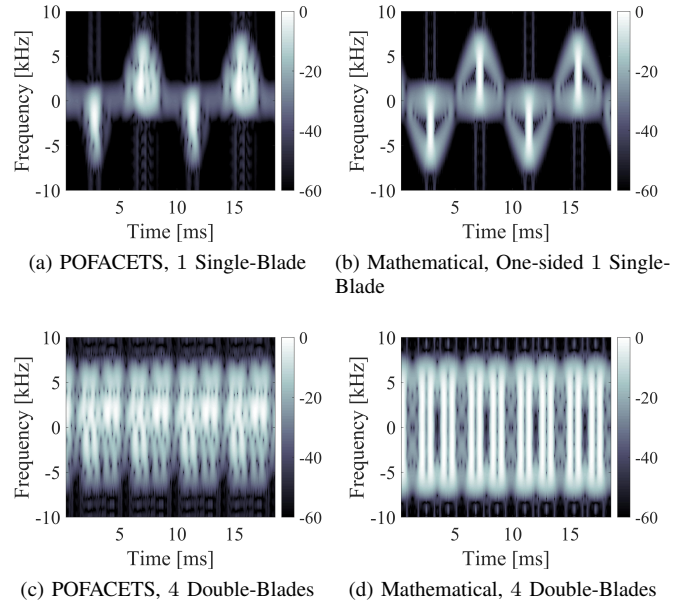 10
5
0
-5
-10
Frequency [kHz]
5 10 15
Time [ms]
0
-20
-40
-60
(a) POFACETS, 1 Single-Blade
10
5
0
-5
-10
Frequency [kHz]
5 10 15
Time [ms]
0
-20
-40
-60
(b) Mathematical, One-sided 1 Single-
Blade
10
5
0
-5
-10
Frequency [kHz]
5 10 15
Time [ms]
0
-20
-40
-60
(c) POFACETS, 4 Double-Blades
10
5
0
-5
-10
Frequency [kHz]
5 10 15
Time [ms]
0
-20
-40
-60
(d) Mathematical, 4 Double-Blades